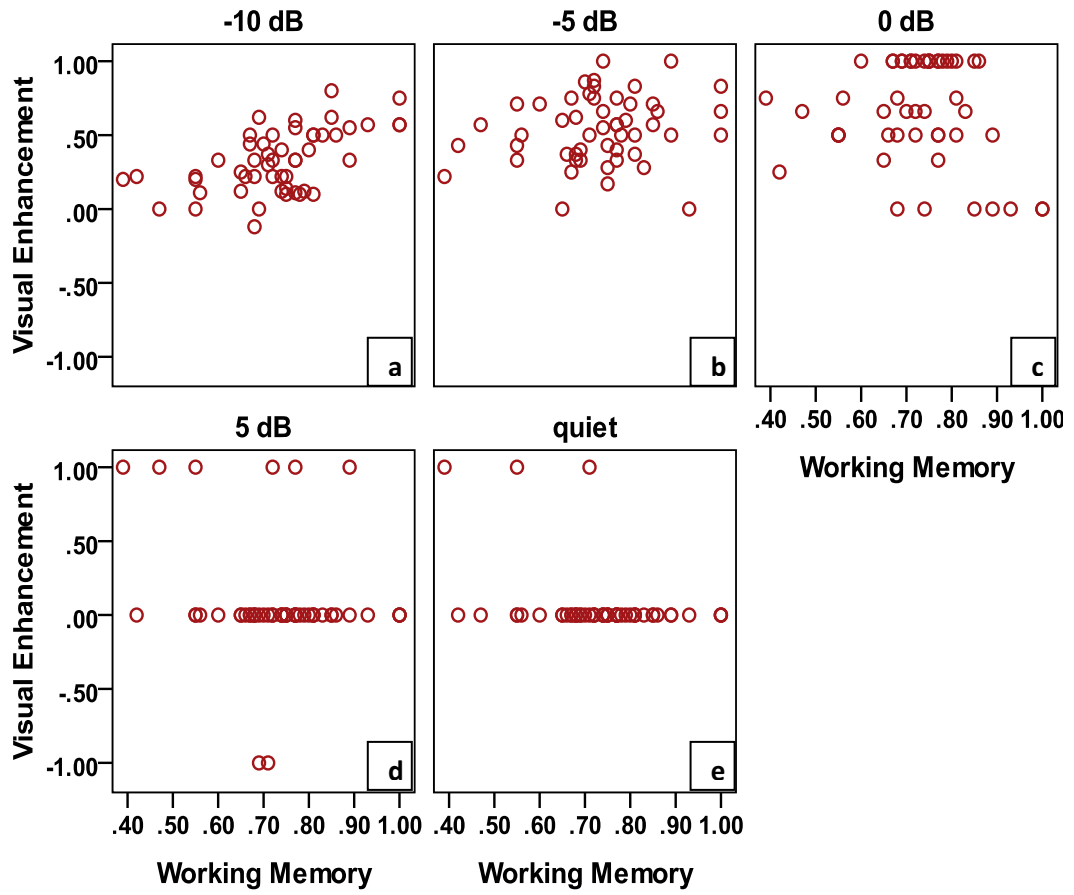 -10 dB
-5 dB
0 dB
Visual Enhancement
1.00
.50
.00
-.50
-1.00
a
b
c
.40 .50 .60 .70 .80 .90 1.00
Working Memory
5 dB
quiet
Visual Enhancement
1.00
.50
.00
-.50
-1.00
d
e
.40 .50 .60 .70 .80 .90 1.00
.40 .50 .60 .70 .80 .90 1.00
Working Memory
Working Memory